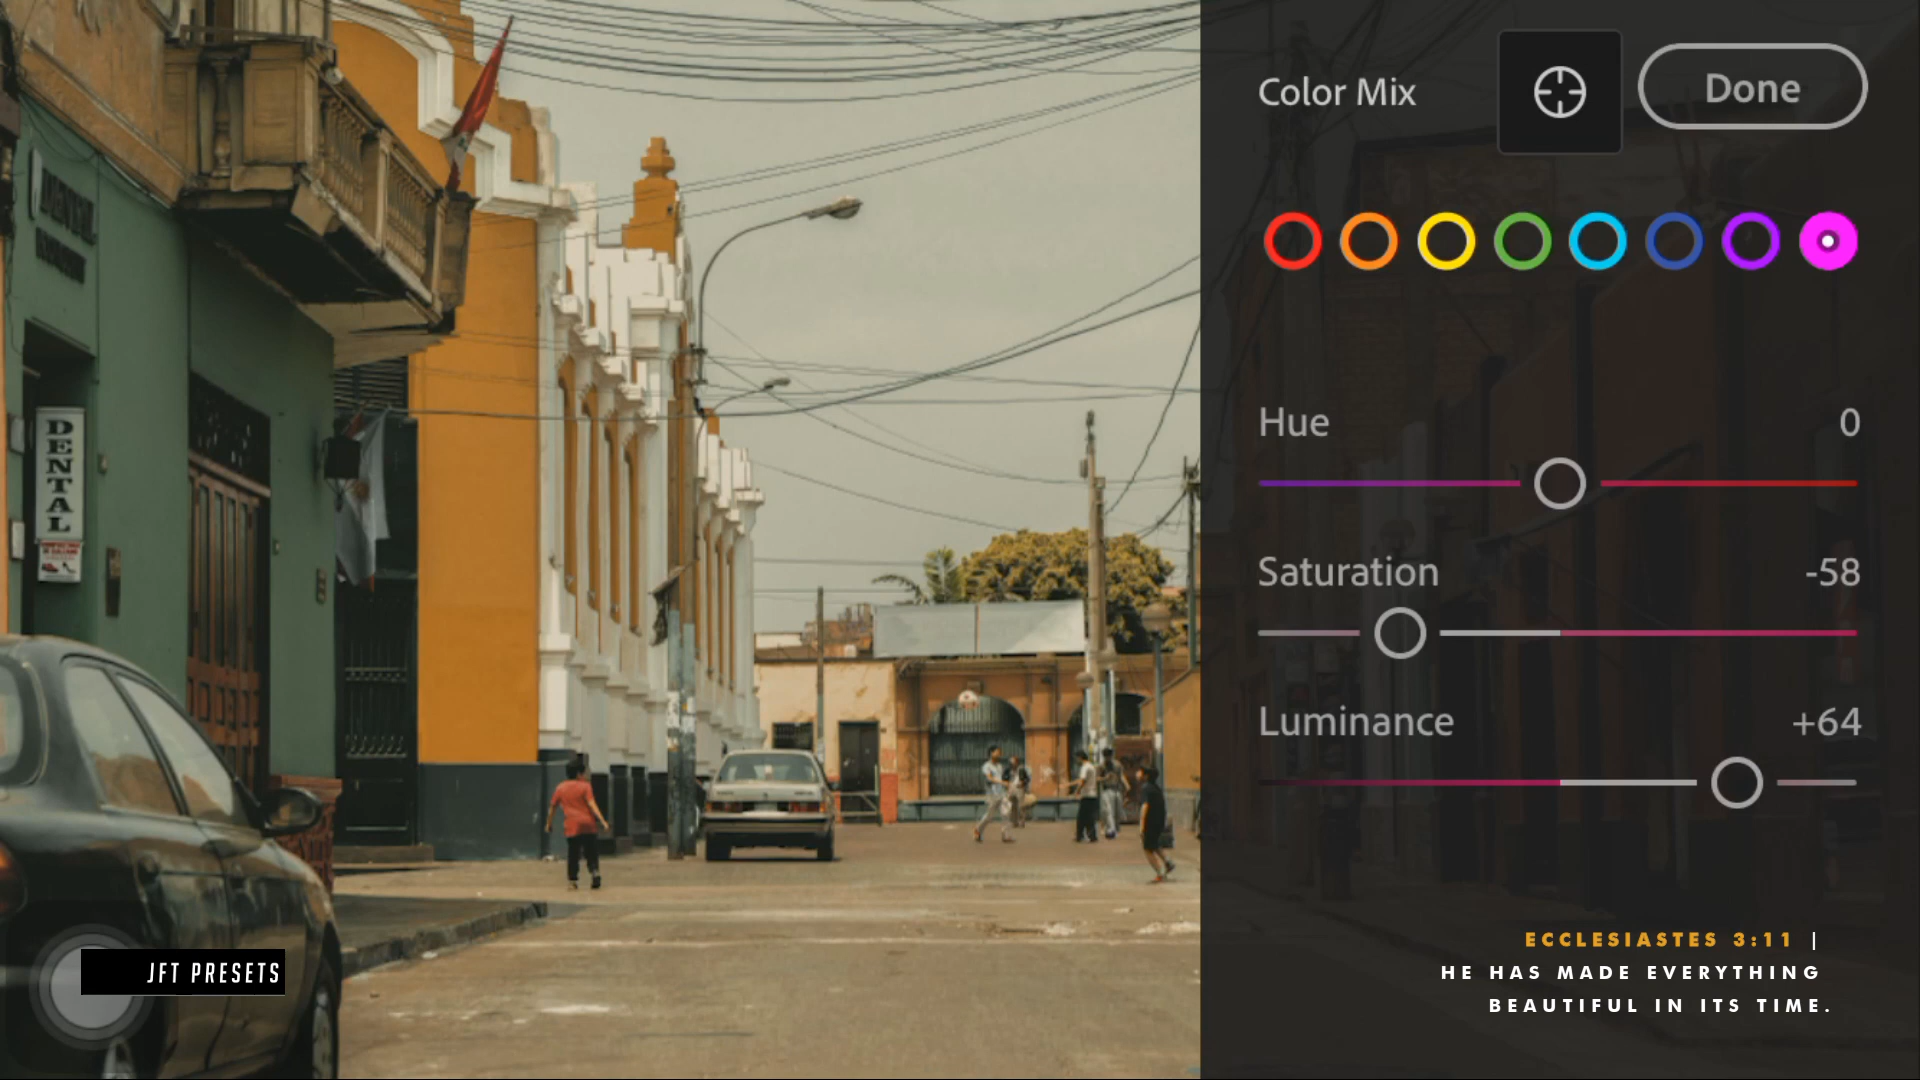 Color Mix
Done
Hue
0
Saturation
-58
Luminance
+64
DENTAL
DENTAL
JFT PRESETS
ECCLESIASTES 3:11 |
HE HAS MADE EVERYTHING
BEAUTIFUL IN ITS TIME.